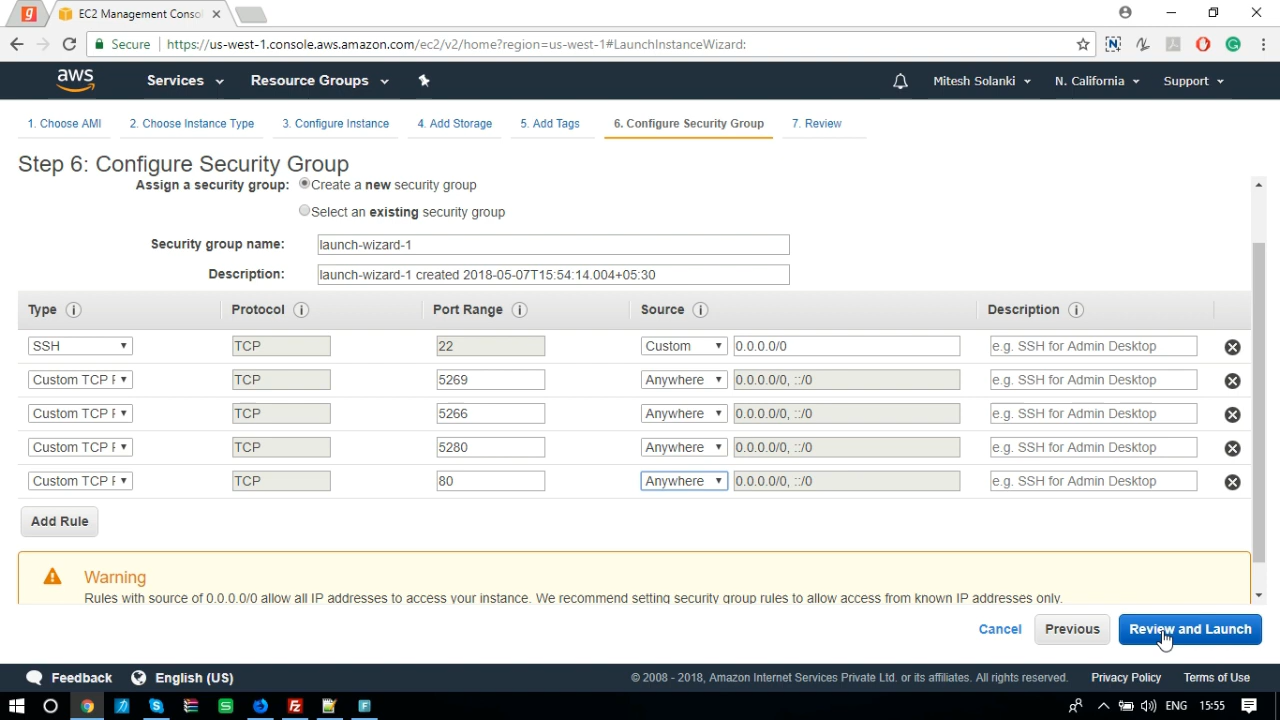 EC2 Management Conso
Secure
https://us-west-1.console.aws.amazon.com/ec2/v2/home?region=us-west-1#LaunchInstanceWizard:
aws
Services
Resource Groups
Mitesh Solanki
N. California
Support
1. Choose AMI
2. Choose Instance Type
3. Configure Instance
4. Add Storage
5. Add Tags
6. Configure Security Group
7. Review
Step 6: Configure Security Group
Assign a security group:
Create a new security group
Select an existing security group
Security group name:
launch-wizard-1
Description:
launch-wizard-1 created 2018-05-07T15:54:14.004+05:30
Type
Protocol
Port Range
Source
Description
SSH
TCP
22
Custom
0.0.0.0/0
e.g. SSH for Admin Desktop
Custom TCP F
TCP
5269
Anywhere
0.0.0.0/0, ::/0
e.g. SSH for Admin Desktop
Custom TCP F
TCP
5266
Anywhere
0.0.0.0/0, ::/0
e.g. SSH for Admin Desktop
Custom TCP F
TCP
5280
Anywhere
0.0.0.0/0, ::/0
e.g. SSH for Admin Desktop
Custom TCP F
TCP
80
Anywhere
0.0.0.0/0, ::/0
e.g. SSH for Admin Desktop
Add Rule
Warning
Rules with source of 0.0.0.0/0 allow all IP addresses to access your instance. We recommend setting security group rules to allow access from known IP addresses only.
Cancel
Previous
Review and Launch
Feedback
English (US)
© 2008 - 2018, Amazon Internet Services Private Ltd. or its affiliates. All rights reserved.
Privacy Policy
Terms of Use
ENG
15:55